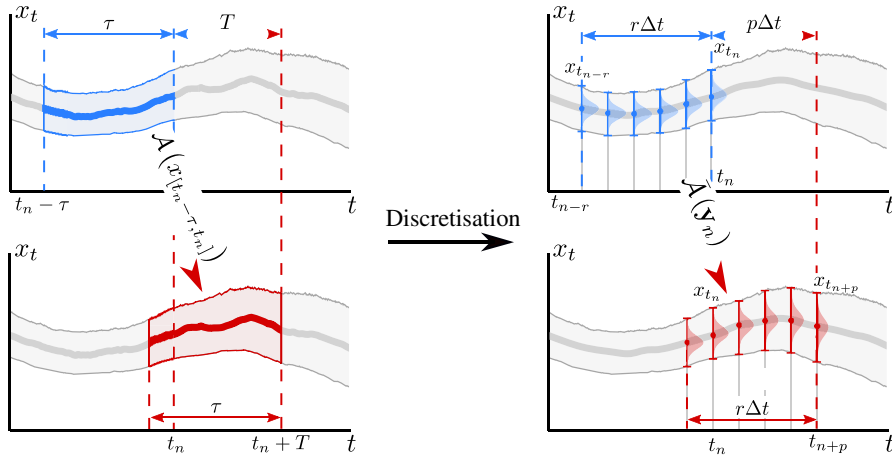 x_t
τ
T
t_n − τ
t
𝒜(x_{[t_n−τ,t_n]})
x_t
τ
t_n
t_n + T
t
Discretisation
x_t
rΔt
pΔt
x_{t_{n−r}}
x_{t_n}
t_{n−r}
t_n
t
𝒜̃(𝐲_n)
x_t
x_{t_n}
x_{t_{n+p}}
rΔt
t_n
t_{n+p}
t